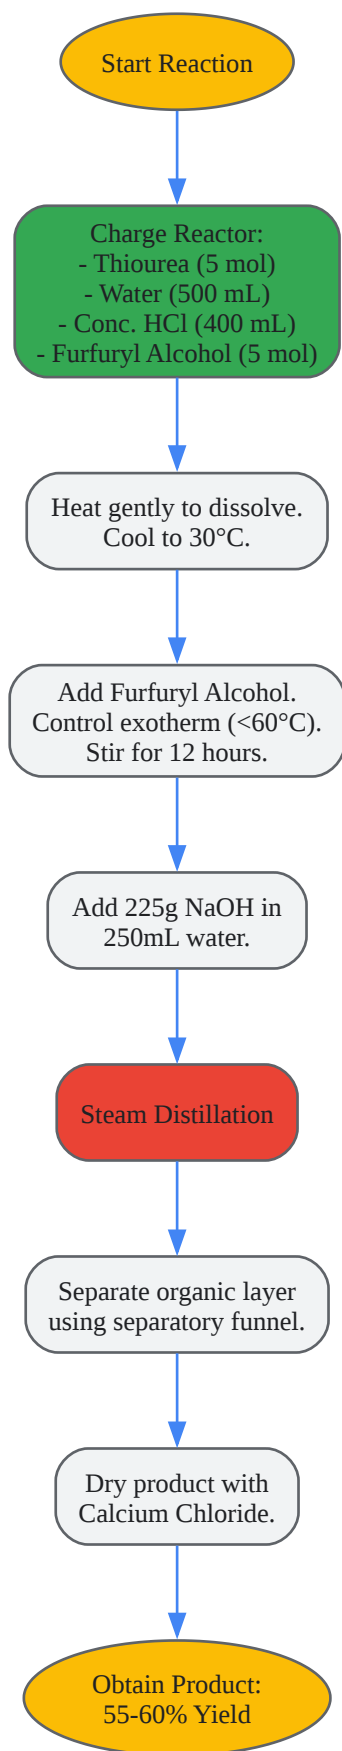 Start Reaction
Charge Reactor:
- Thiourea (5 mol)
- Water (500 mL)
- Conc. HCl (400 mL)
- Furfuryl Alcohol (5 mol)
Heat gently to dissolve.
Cool to 30°C.
Add Furfuryl Alcohol.
Control exotherm (<60°C).
Stir for 12 hours.
Add 225g NaOH in
250mL water.
Steam Distillation
Separate organic layer
using separatory funnel.
Dry product with
Calcium Chloride.
Obtain Product:
55-60% Yield